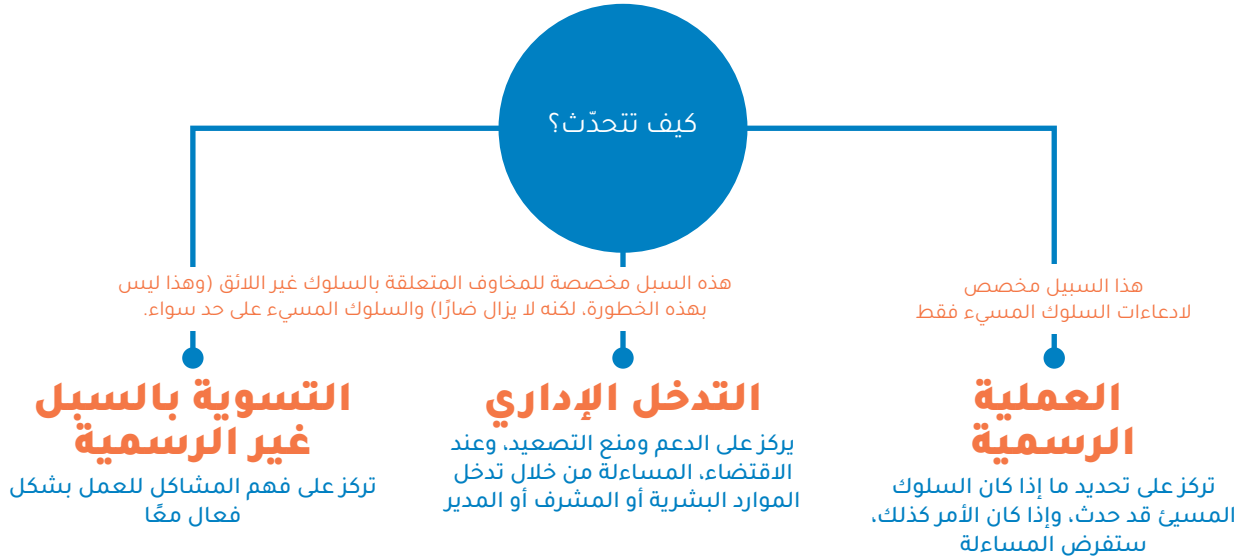 كيف تتحدّث؟
هذا السبيل مخصص
لادعاءات السلوك المسيء فقط
هذه السبل مخصصة للمخاوف المتعلقة بالسلوك غير اللائق (وهذا ليس
بهذه الخطورة، لكنه لا يزال ضارًا) والسلوك المسيء على حد سواء.
العملية
الرسمية
تركز على تحديد ما إذا كان السلوك
المسيئ قد حدث، وإذا كان الأمر كذلك،
ستفرض المساءلة
التدخل الإداري
يركز على الدعم ومنع التصعيد، وعند
الاقتضاء، المساءلة من خلال تدخل
الموارد البشرية أو المشرف أو المدير
التسوية بالسبل
غير الرسمية
تركز على فهم المشاكل للعمل بشكل
فعال معًا